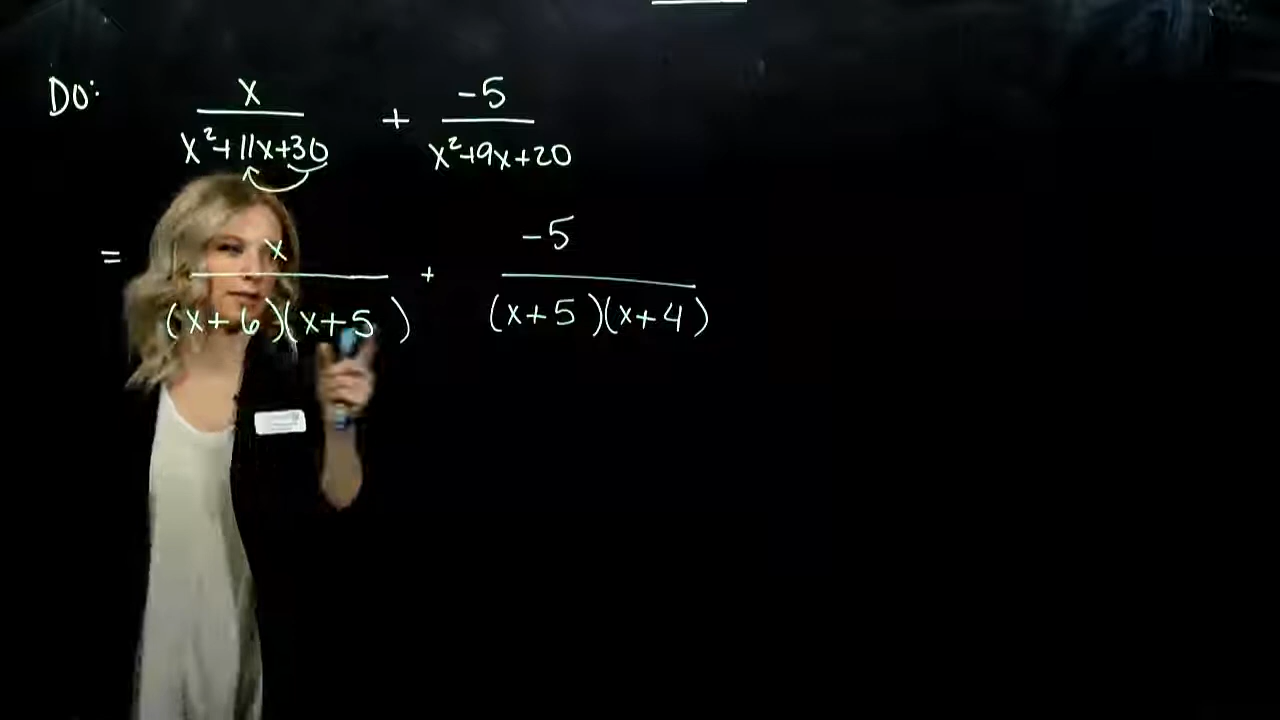 Do: x/(x²+11x+30) + -5/(x²+9x+20)
= x/((x+6)(x+5)) + -5/((x+5)(x+4))